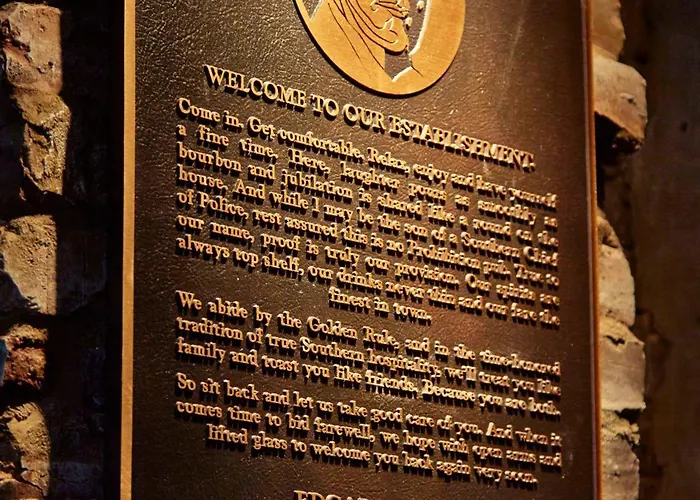 WELCOME TO OUR ESTABLISHMENT.
Come in. Get comfortable. Relax, enjoy and have yourself
a fine time. Here, laughter pours as smoothly as
bourbon and jubilation is shared like a round on the
house. And while I may be the son of a Southern Chief
of Police, rest assured this is no Prohibition pub. True to
our name, proof is truly our provision. Our spirits are
always top shelf, our drinks never thin and our fare the
finest in town.
We abide by the Golden Rule, and in the time-honored
tradition of true Southern hospitality, we'll treat you like
family and toast you like friends. Because you are both.
So sit back and let us take good care of you. And when it
comes time to bid farewell, we hope with open arms and
lifted glass to welcome you back again very soon.
EDGAR